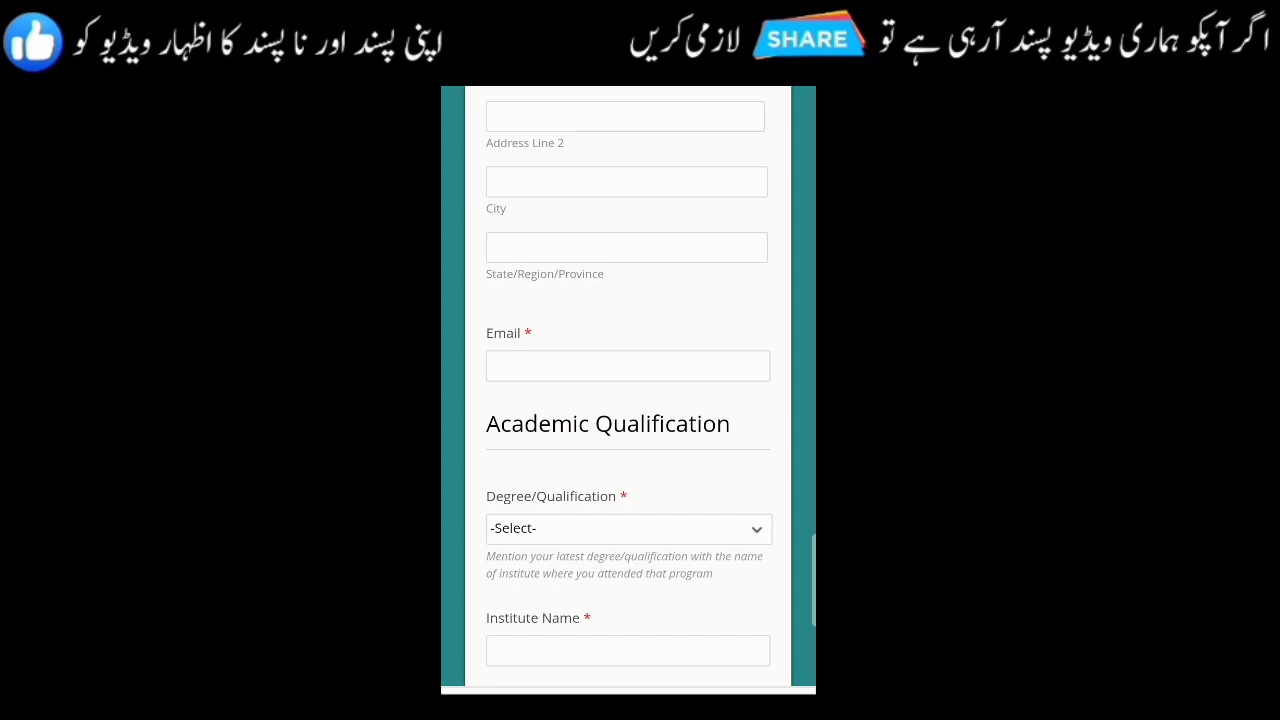 اگر آپکو ہماری ویڈیو پسند آرہی ہے تو SHARE لازمی کریں
اپنی پسند اور نا پسند کا اظہار ویڈیو کو
Address Line 2
City
State/Region/Province
Email *
Academic Qualification
Degree/Qualification *
-Select-
Mention your latest degree/qualification with the name
of institute where you attended that program
Institute Name *